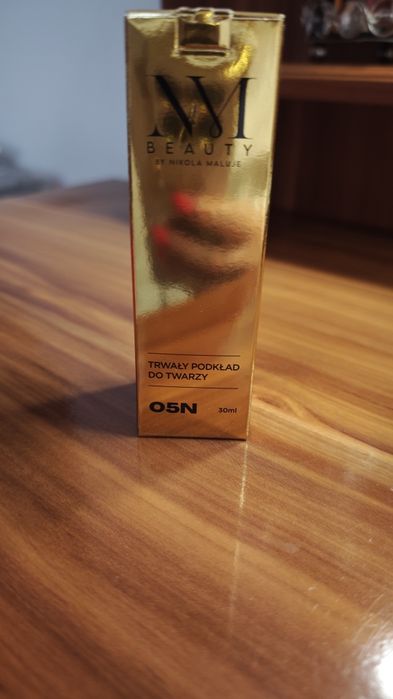 NM
BEAUTY
BY NIKOLA MALUJE
TRWAŁY PODKŁAD
DO TWARZY
05N 30ml